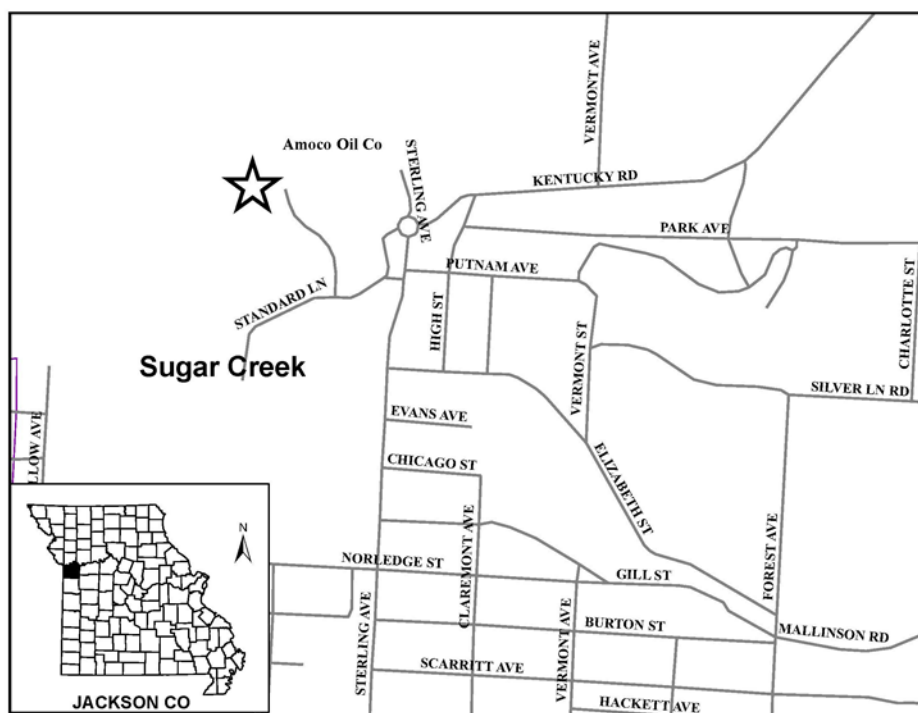 VERMONT AVE
Amoco Oil Co
STERLING AVE
KENTUCKY RD
PARK AVE
PUTNAM AVE
STANDARD LN
HIGH ST
VERMONT ST
CHARLOTTE ST
Sugar Creek
SILVER LN RD
EVANS AVE
LLOW AVE
CHICAGO ST
ELIZABETH ST
CLAREMONT AVE
FOREST AVE
N
NORLEDGE ST
GILL ST
BURTON ST
MALLINSON RD
STERLING AVE
VERMONT AVE
SCARRITT AVE
HACKETT AVE
JACKSON CO